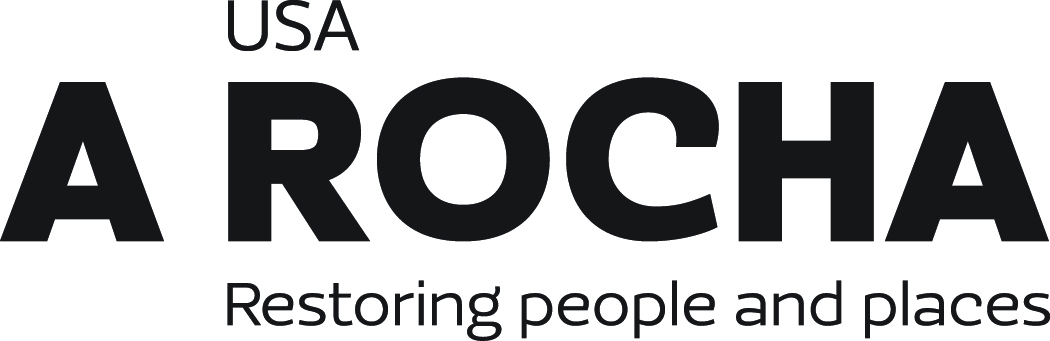 USA
A ROCHA
Restoring people and places